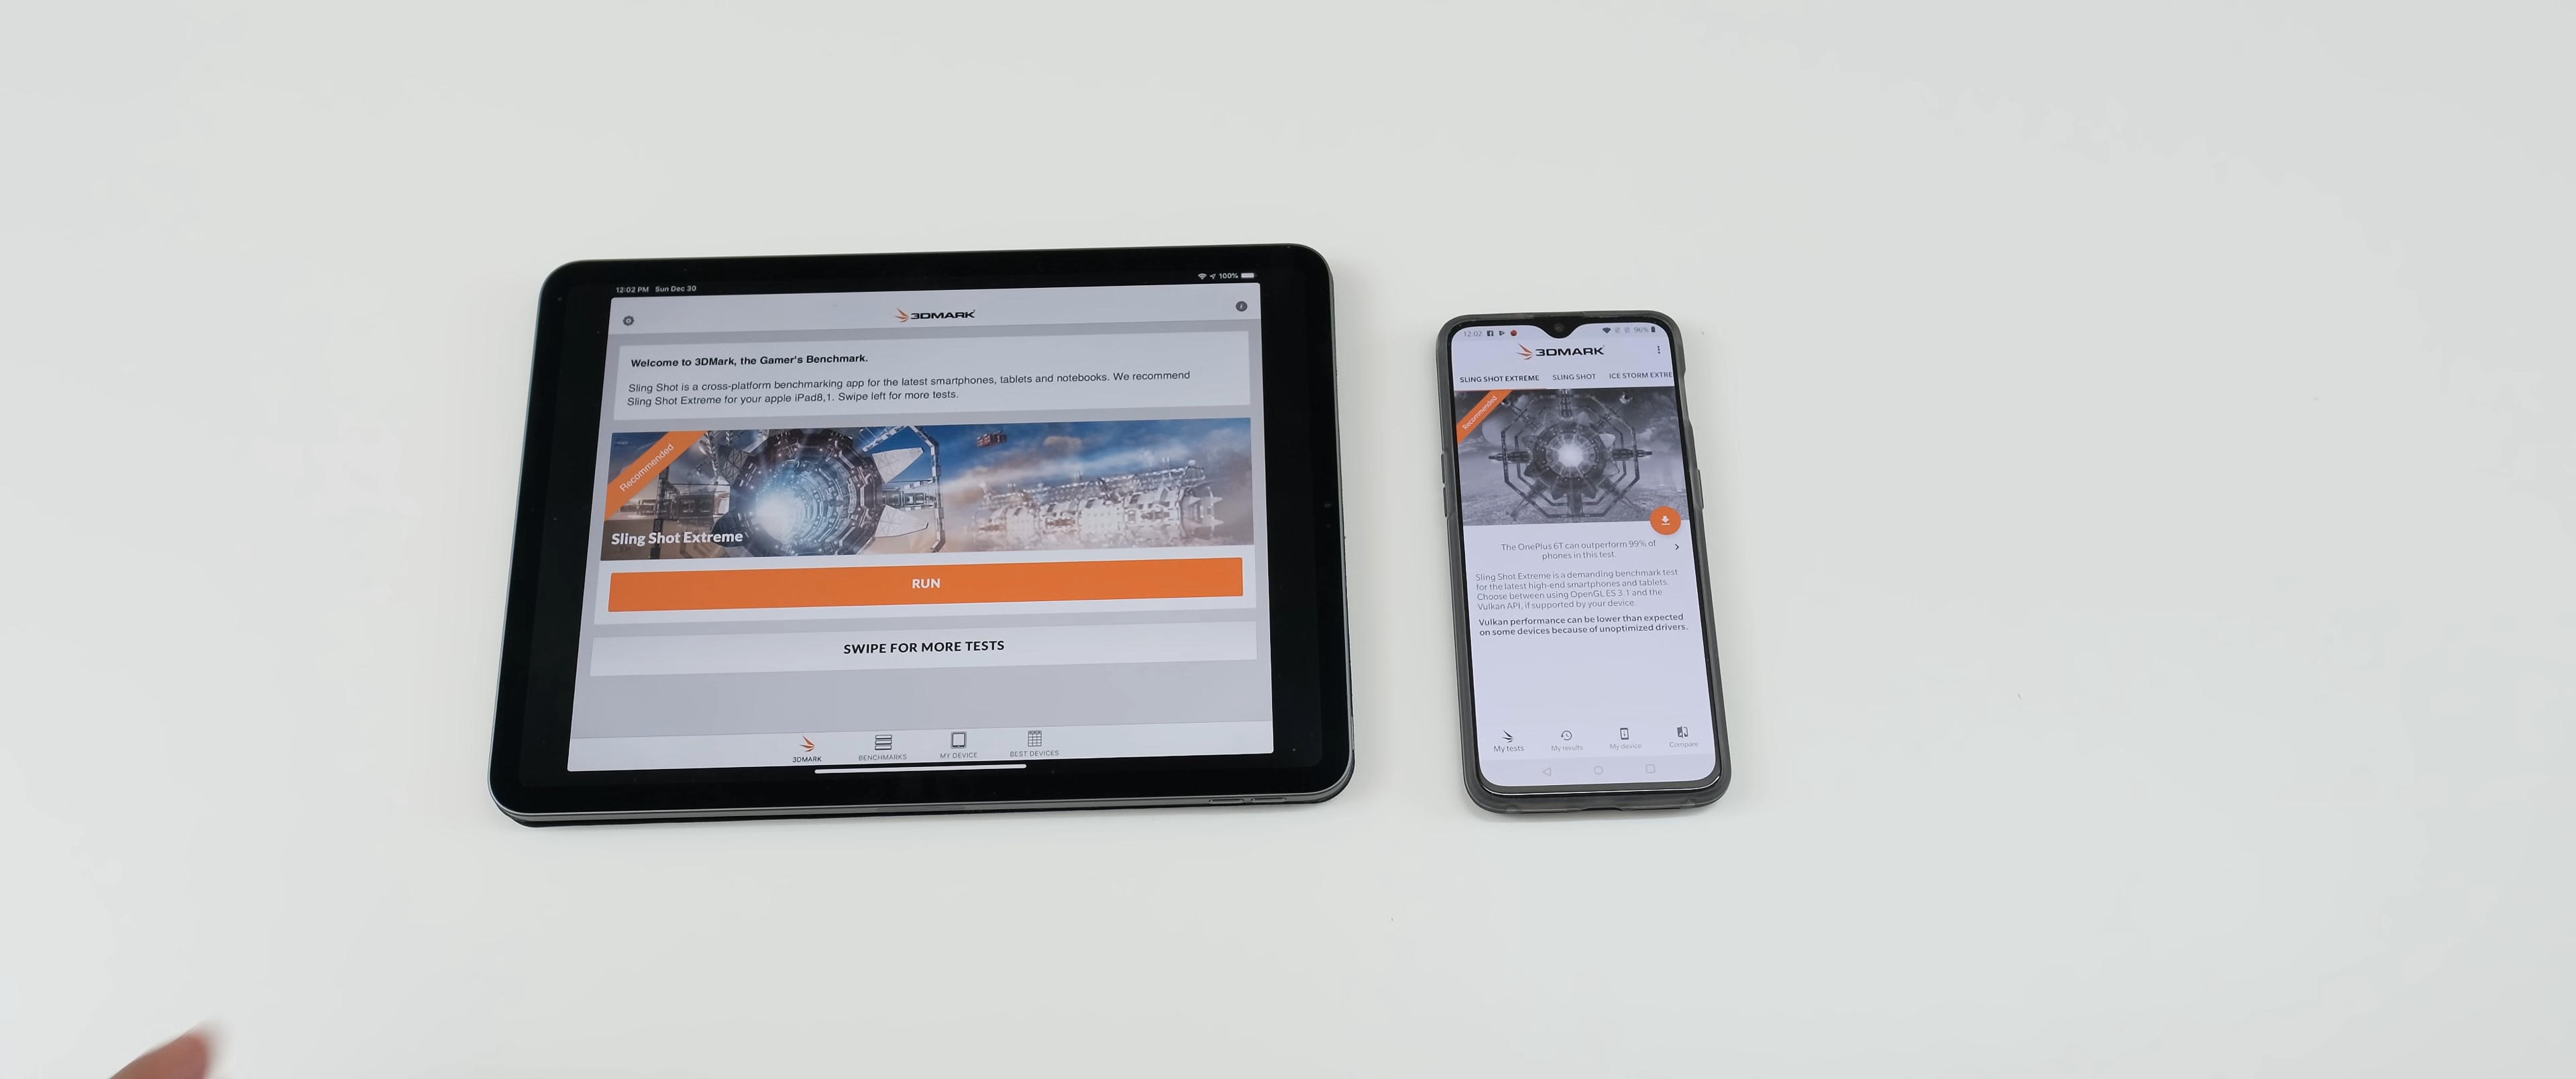 12:02 PM Sun Dec 30
100%
3DMARK
Welcome to 3DMark, the Gamer's Benchmark.
Sling Shot is a cross-platform benchmarking app for the latest smartphones, tablets and notebooks. We recommend
Sling Shot Extreme for your apple iPad8,1. Swipe left for more tests.
Recommended
Sling Shot Extreme
RUN
SWIPE FOR MORE TESTS
3DMARK
BENCHMARKS
MY DEVICE
BEST DEVICES
12:02
96%
3DMARK
SLING SHOT EXTREME
SLING SHOT
ICE STORM EXTRE
Recommended
The OnePlus 6T can outperform 99% of
phones in this test.
Sling Shot Extreme is a demanding benchmark test
for the latest high-end smartphones and tablets.
Choose between using OpenGL ES 3.1 and the
Vulkan API, if supported by your device.
Vulkan performance can be lower than expected
on some devices because of unoptimized drivers.
My tests
My results
My device
Compare